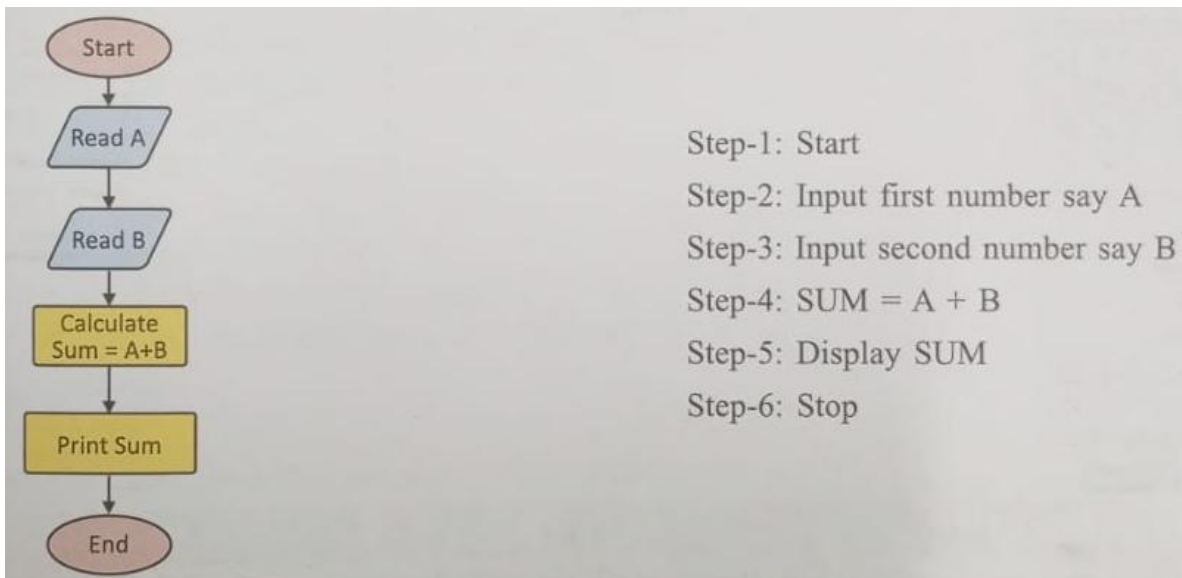 Start
Read A
Read B
Calculate
Sum = A+B
Print Sum
End
Step-1: Start
Step-2: Input first number say A
Step-3: Input second number say B
Step-4: SUM = A + B
Step-5: Display SUM
Step-6: Stop